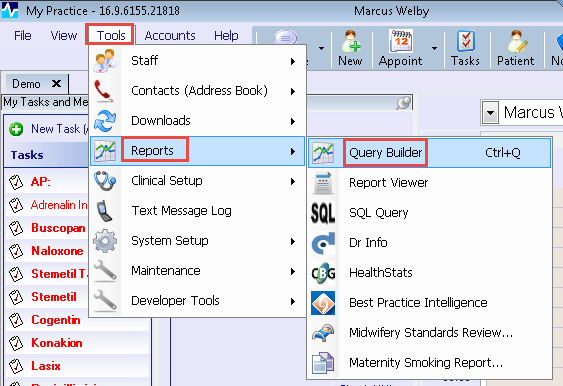 My Practice - 16.9.6155.21818
Marcus Welby
File View Tools Accounts Help
New Appoint Tasks Patient
12
Demo
My Tasks and Me
New Task (
Marcus W
Tasks
AP:
Adrenalin In
Buscopan
Naloxone
Stemetil T
Stemetil
Cogentin
Konakion
Lasix
Staff
Contacts (Address Book)
Downloads
Reports
Clinical Setup
Text Message Log
System Setup
Maintenance
Developer Tools
Query Builder Ctrl+Q
Report Viewer
SQL SQL Query
Dr Info
CBG HealthStats
Best Practice Intelligence
Midwifery Standards Review...
Maternity Smoking Report...